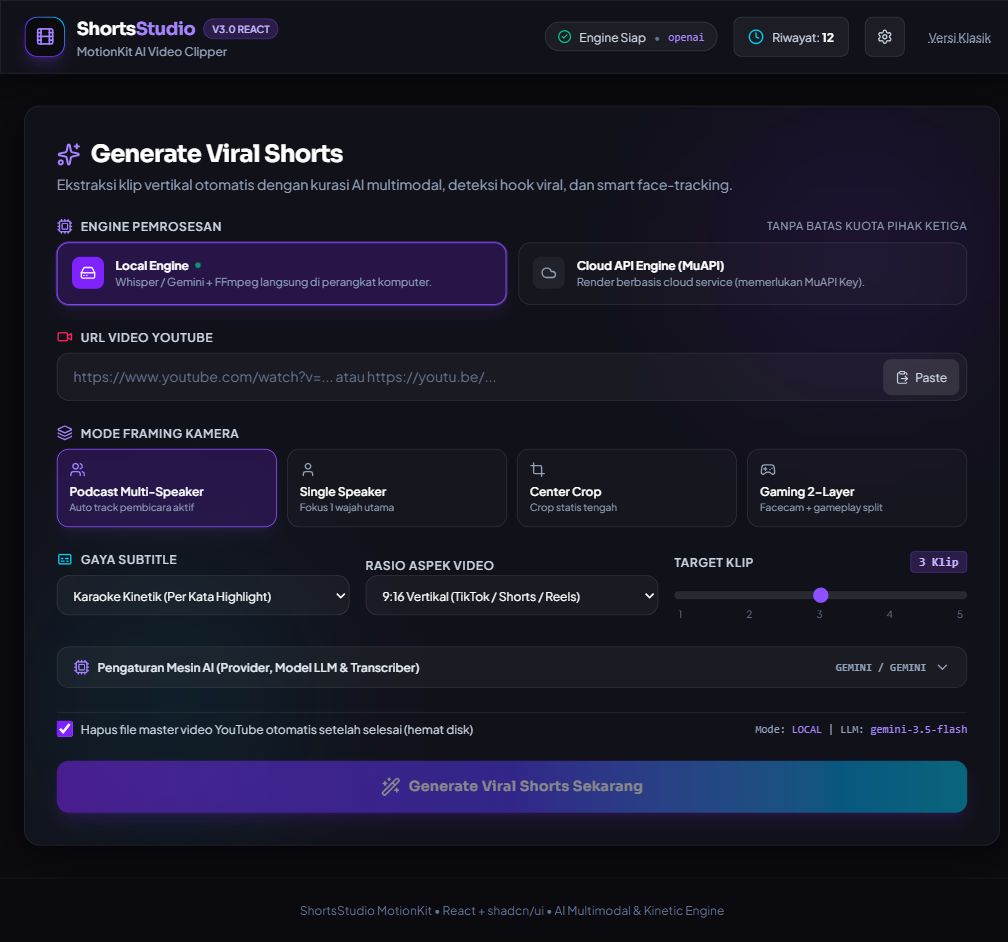 ShortsStudio V3.0 REACT
MotionKit AI Video Clipper
Engine Siap • openai
Riwayat: 12
Versi Klasik
Generate Viral Shorts
Ekstraksi klip vertikal otomatis dengan kurasi AI multimodal, deteksi hook viral, dan smart face-tracking.
ENGINE PEMROSESAN
TANPA BATAS KUOTA PIHAK KETIGA
Local Engine
Whisper / Gemini + FFmpeg langsung di perangkat komputer.
Cloud API Engine (MuAPI)
Render berbasis cloud service (memerlukan MuAPI Key).
URL VIDEO YOUTUBE
https://www.youtube.com/watch?v=... atau https://youtu.be/...
Paste
MODE FRAMING KAMERA
Podcast Multi-Speaker
Auto track pembicara aktif
Single Speaker
Fokus 1 wajah utama
Center Crop
Crop statis tengah
Gaming 2-Layer
Facecam + gameplay split
GAYA SUBTITLE
Karaoke Kinetik (Per Kata Highlight)
RASIO ASPEK VIDEO
9:16 Vertikal (TikTok / Shorts / Reels)
TARGET KLIP
3 Klip
1 2 3 4 5
Pengaturan Mesin AI (Provider, Model LLM & Transcriber)
GEMINI / GEMINI
Hapus file master video YouTube otomatis setelah selesai (hemat disk)
Mode: LOCAL | LLM: gemini-3.5-flash
Generate Viral Shorts Sekarang
ShortsStudio MotionKit • React + shadcn/ui • AI Multimodal & Kinetic Engine